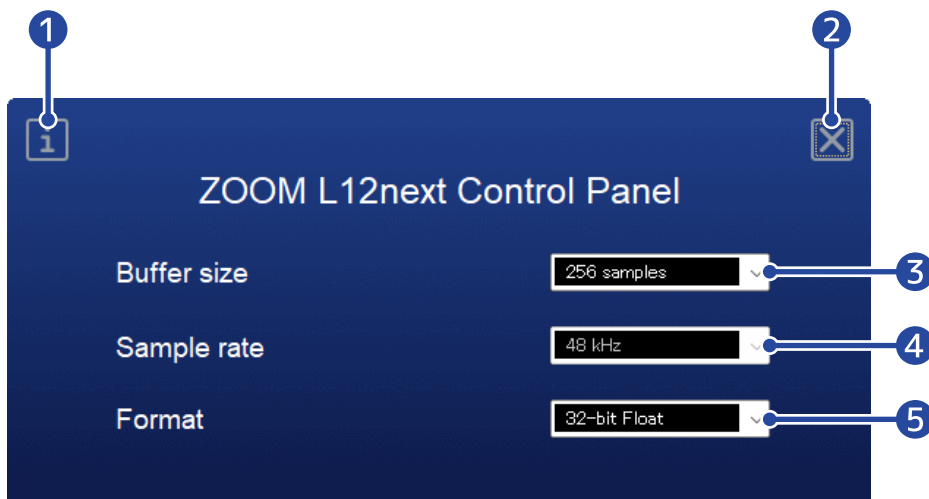 1 2
i
ZOOM L12next Control Panel
Buffer size 256 samples 3
Sample rate 48 kHz 4
Format 32-bit Float 5